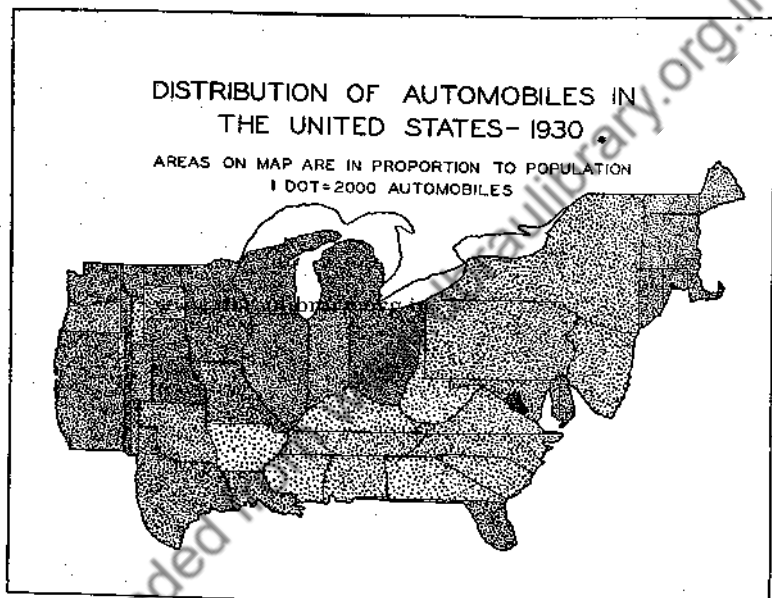 DISTRIBUTION OF AUTOMOBILES IN
THE UNITED STATES - 1930.
AREAS ON MAP ARE IN PROPORTION TO POPULATION
1 DOT = 2000 AUTOMOBILES